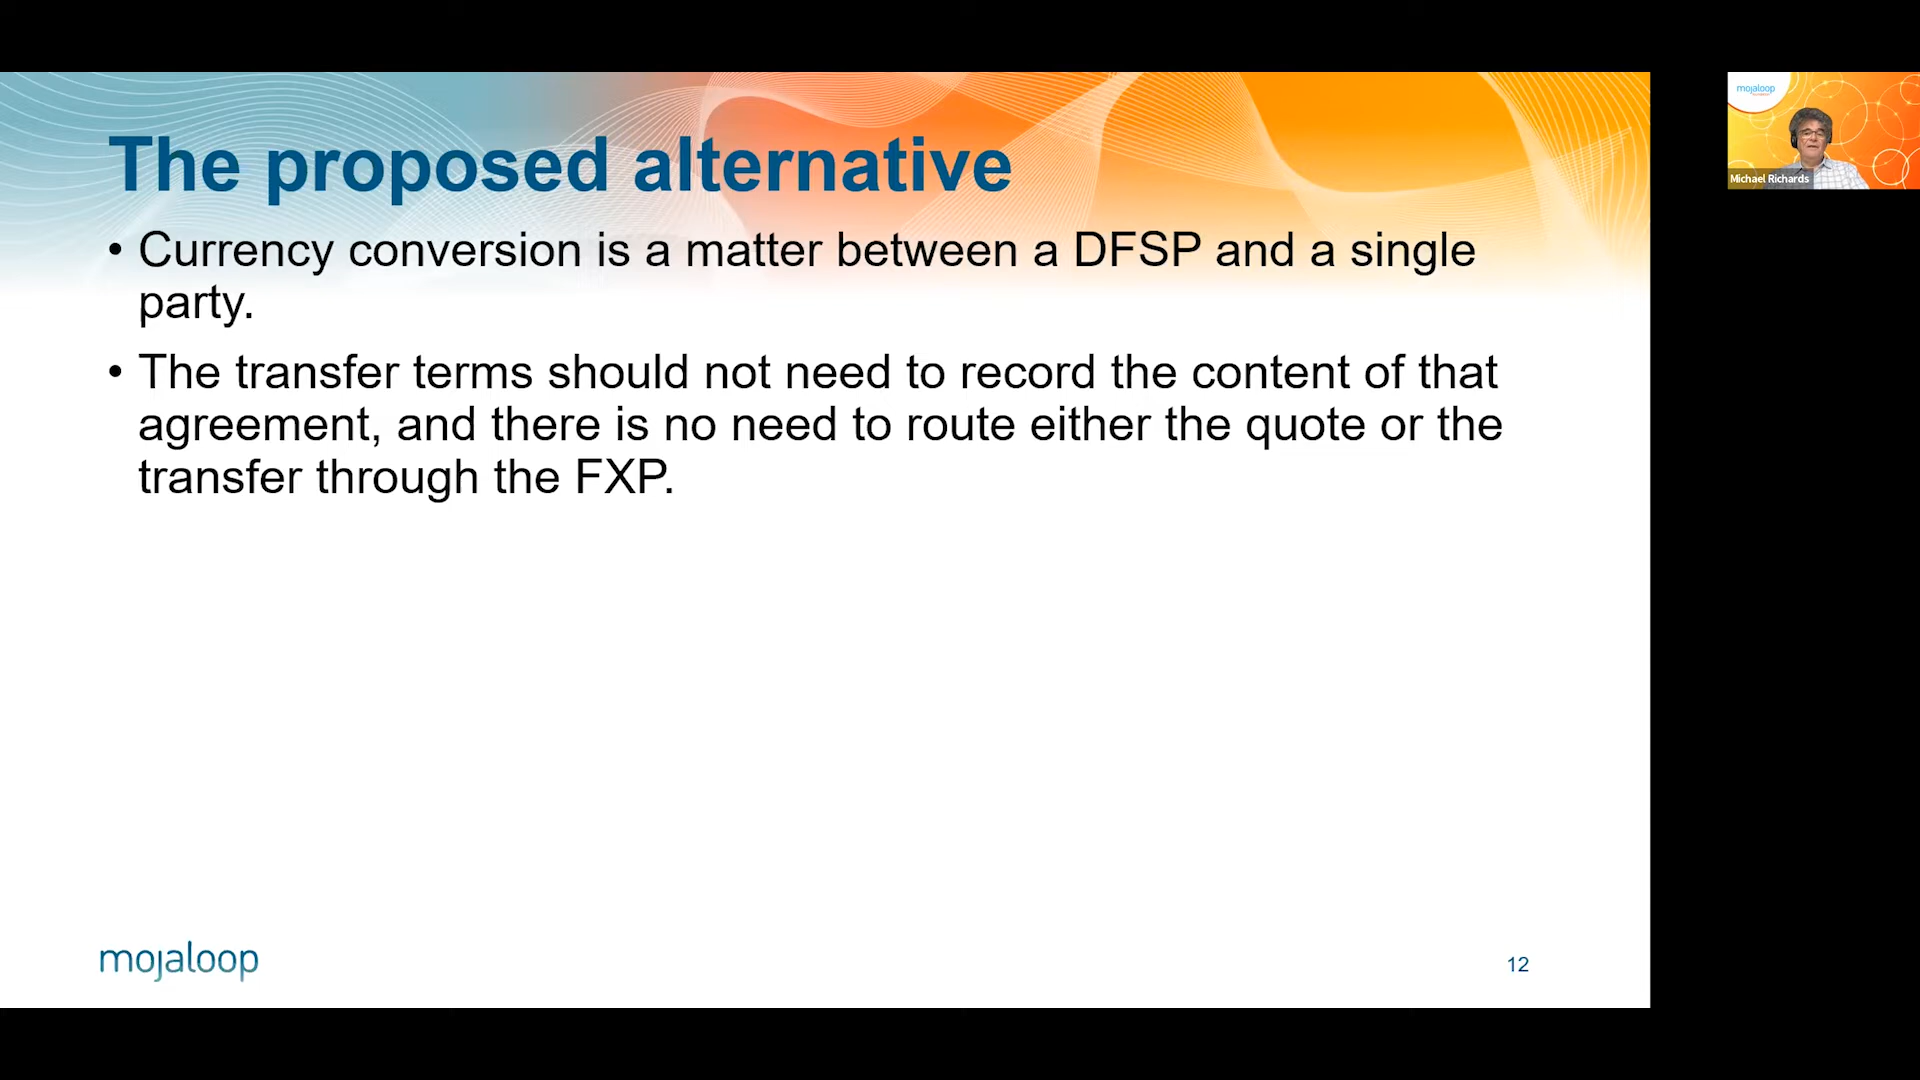 The proposed alternative
• Currency conversion is a matter between a DFSP and a single
party.
• The transfer terms should not need to record the content of that
agreement, and there is no need to route either the quote or the
transfer through the FXP.
mojaloop
12
mojaloop
Michael Richards